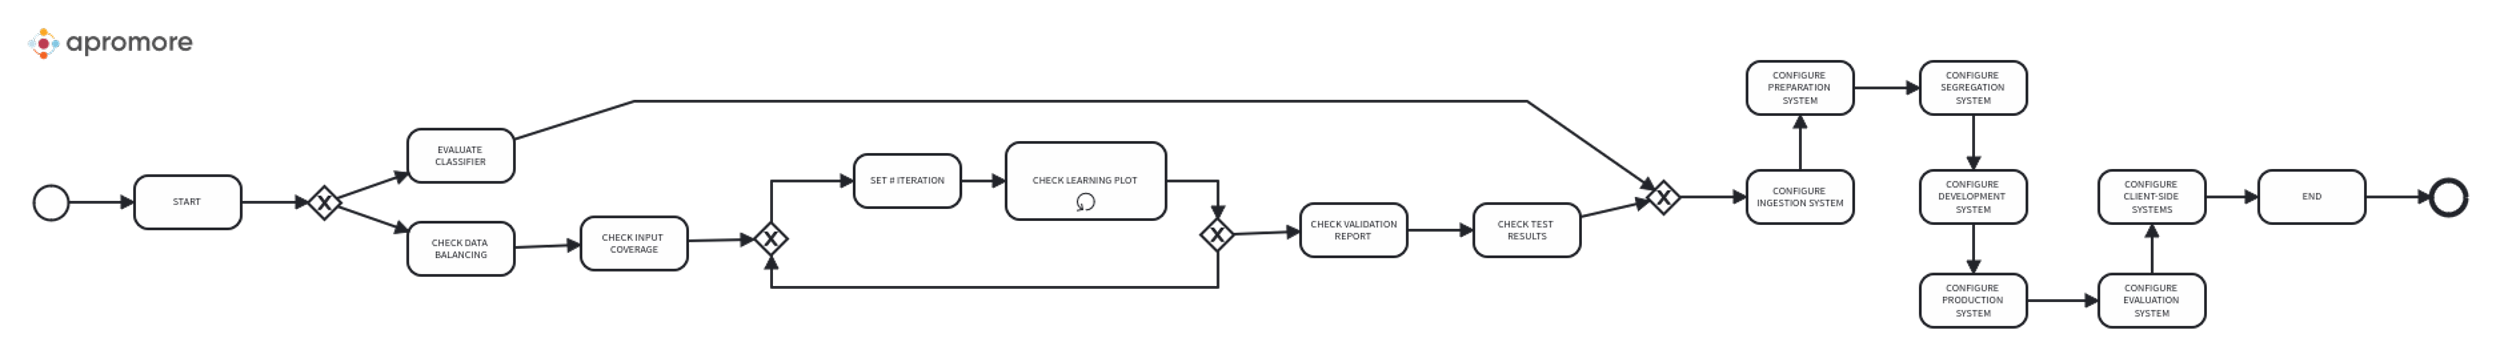 apromore
START
EVALUATE
CLASSIFIER
CHECK DATA
BALANCING
CHECK INPUT
COVERAGE
X
X
SET # ITERATION
CHECK LEARNING PLOT
X
CHECK VALIDATION
REPORT
CHECK TEST
RESULTS
X
CONFIGURE
INGESTION SYSTEM
CONFIGURE
PREPARATION
SYSTEM
CONFIGURE
SEGREGATION
SYSTEM
CONFIGURE
DEVELOPMENT
SYSTEM
CONFIGURE
PRODUCTION
SYSTEM
CONFIGURE
EVALUATION
SYSTEM
CONFIGURE
CLIENT-SIDE
SYSTEMS
END